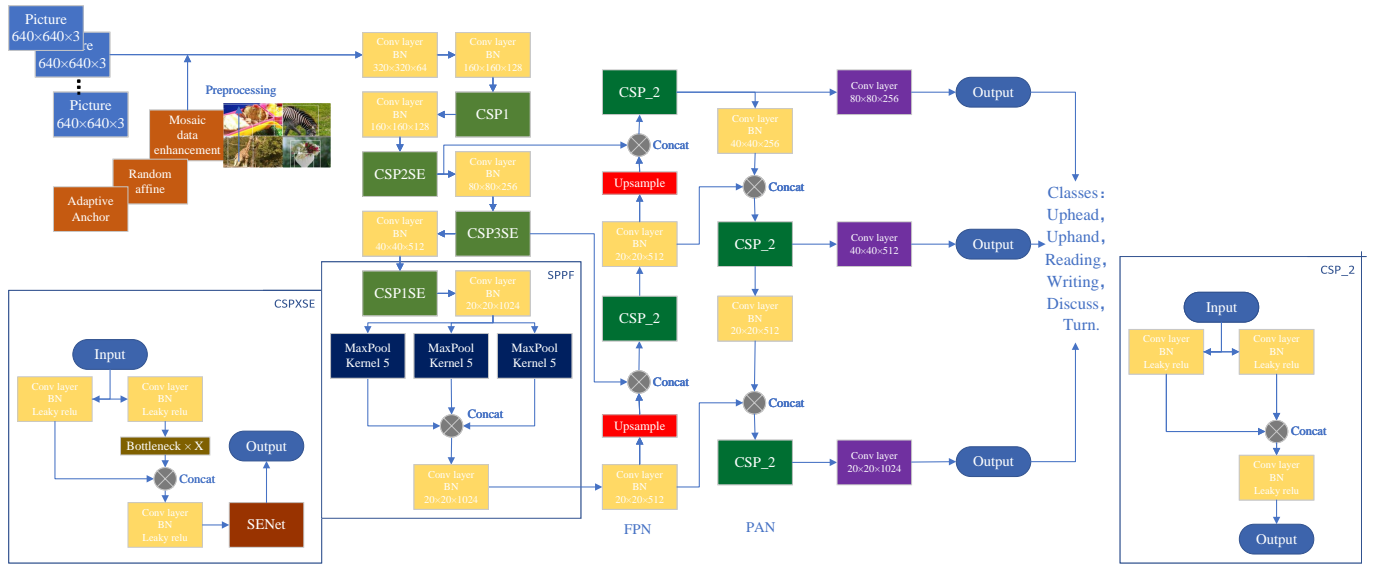 Picture
640×640×3
ure
640×640×3
Picture
640×640×3
Preprocessing
Mosaic
data
enhancement
Random
affine
Adaptive
Anchor
Conv layer
BN
320×320×64
Conv layer
BN
160×160×128
CSP1
Conv layer
BN
160×160×128
CSP2SE
Conv layer
BN
80×80×256
CSP3SE
Conv layer
BN
40×40×512
SPPF
CSP1SE
Conv layer
BN
20×20×1024
MaxPool
Kernel 5
MaxPool
Kernel 5
MaxPool
Kernel 5
Concat
Conv layer
BN
20×20×1024
CSP_2
Concat
Upsample
Conv layer
BN
20×20×512
CSP_2
Concat
Upsample
Conv layer
BN
20×20×512
FPN
Conv layer
BN
40×40×256
Concat
CSP_2
Conv layer
BN
20×20×512
Concat
CSP_2
PAN
Conv layer
80×80×256
Output
Conv layer
40×40×512
Output
Conv layer
20×20×1024
Output
Classes:
Uphead,
Uphand,
Reading,
Writing,
Discuss,
Turn.
CSPXSE
Input
Conv layer
BN
Leaky relu
Conv layer
BN
Leaky relu
Bottleneck × X
Concat
Conv layer
BN
Leaky relu
SENet
Output
CSP_2
Input
Conv layer
BN
Leaky relu
Conv layer
BN
Leaky relu
Concat
Conv layer
BN
Leaky relu
Output